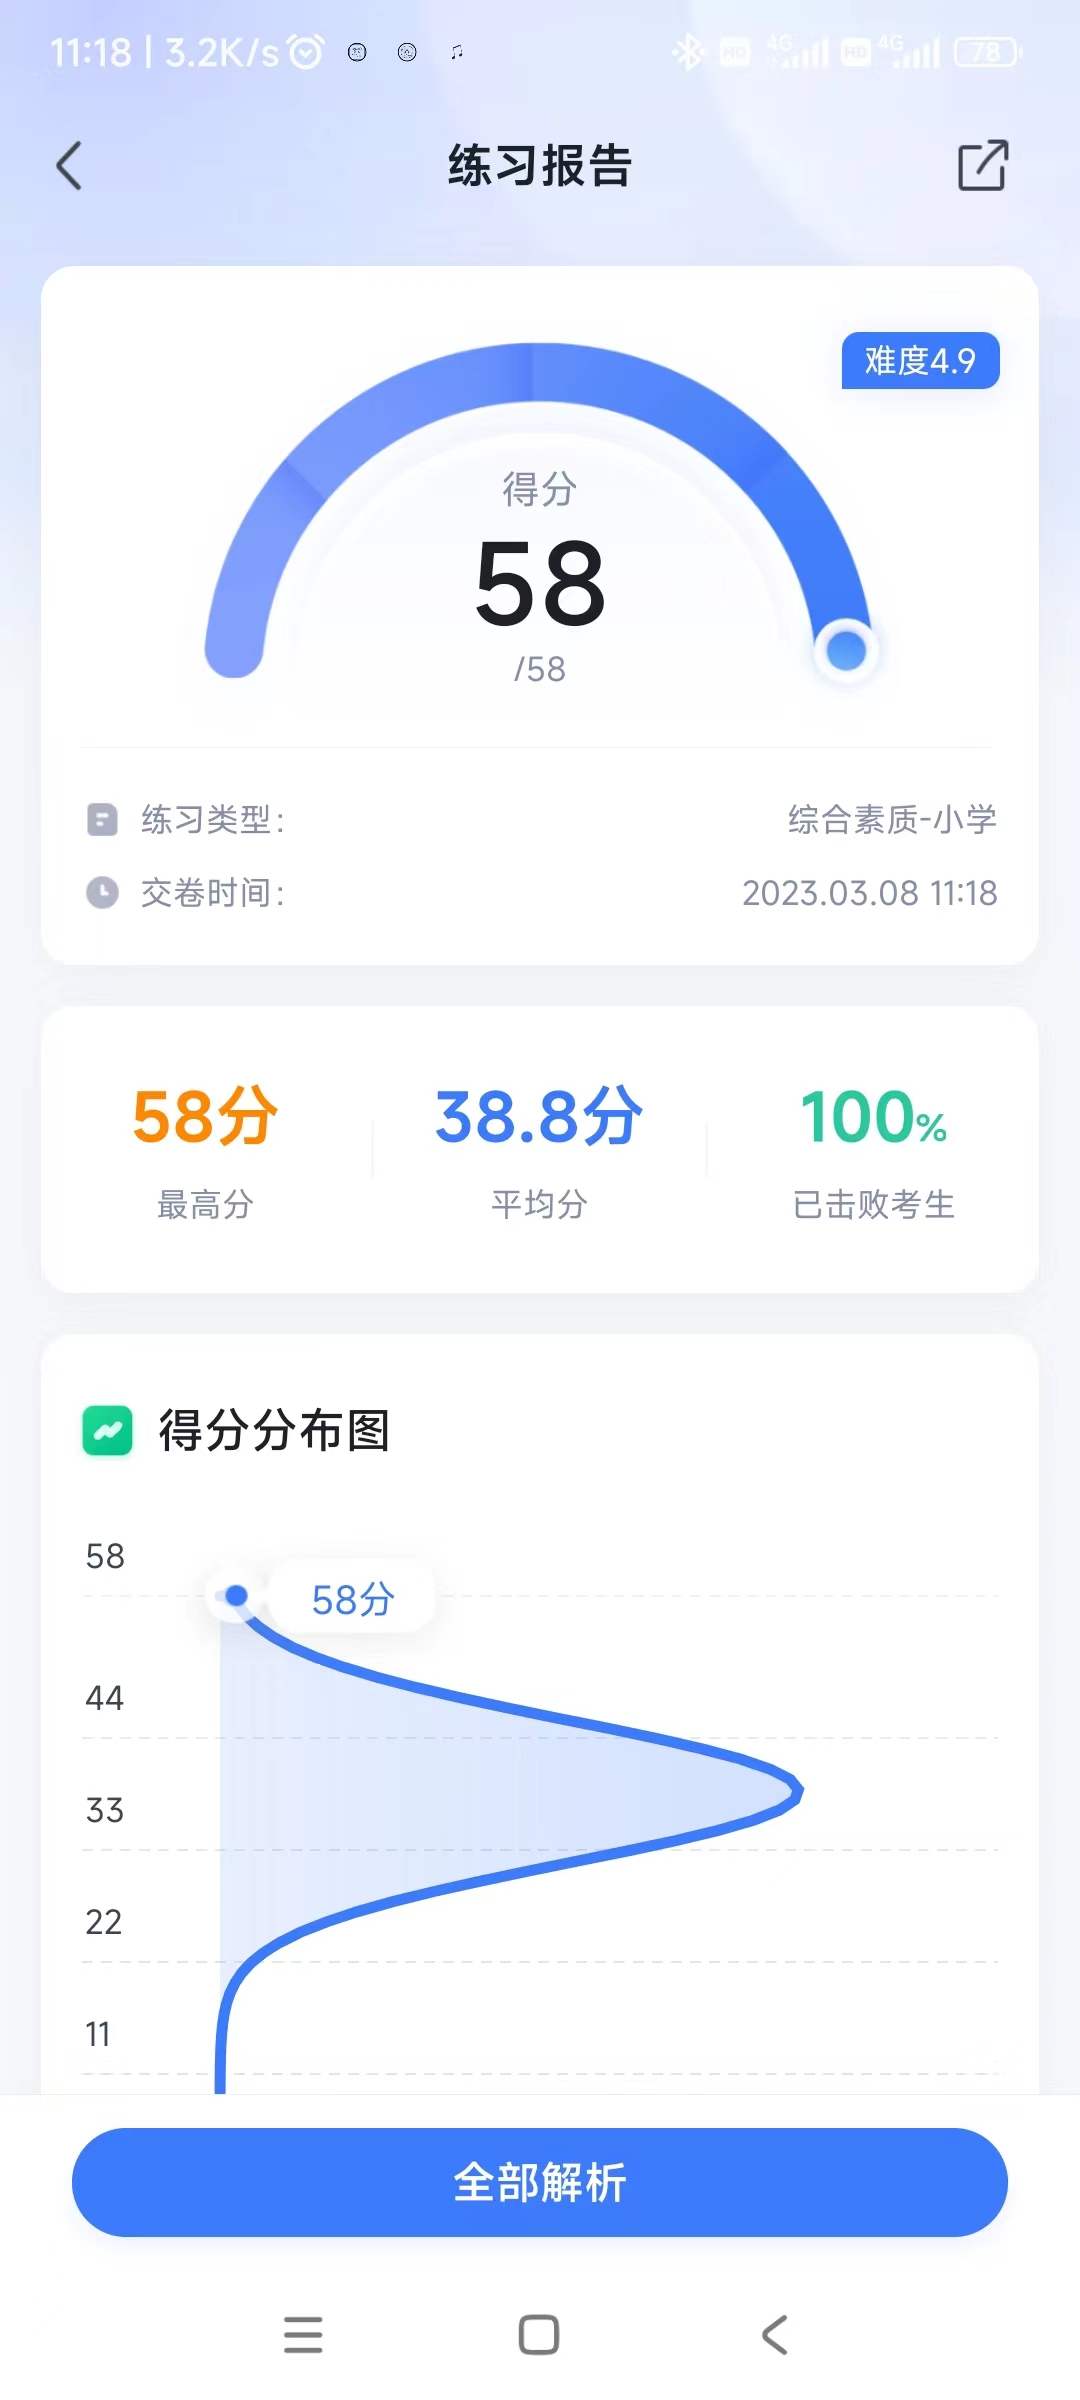 11:18 | 3.2K/s
HD 4G HD 4G 78
练习报告
难度4.9
得分
58
/58
练习类型: 综合素质-小学
交卷时间: 2023.03.08 11:18
58分 38.8分 100%
最高分 平均分 已击败考生
得分分布图
58
58分
44
33
22
11
全部解析